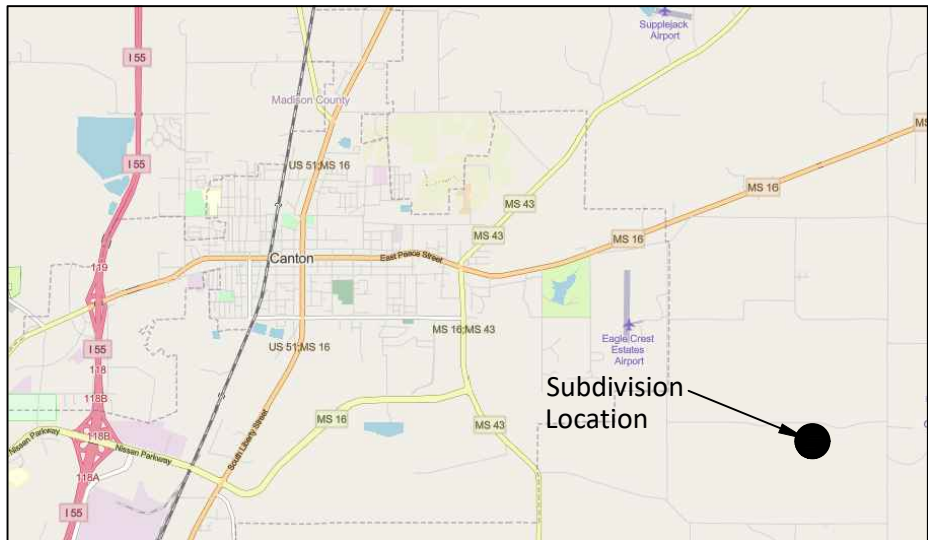 Supplejack
Airport
I 55
MS
Madison County
I 55
US 51;MS 16
MS 16
MS 43
MS 43
MS 16
119
Canton
East Peace Street
I 55
118
US 51;MS 16
MS 16;MS 43
Eagle Crest
Estates
Airport
118B
Subdivision
Location
Nissan Parkway
118B
Nissan Parkway
South Liberty Street
MS 16
MS 43
118A
I 55